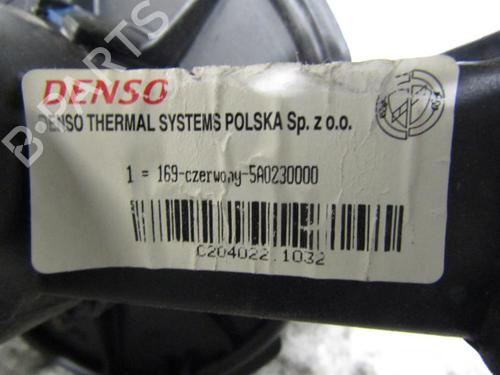 DENSO
DENSO THERMAL SYSTEMS POLSKA Sp. z o.o.
1 = 169-czerwony-5A0230000
C204022.1032
B-PARTS